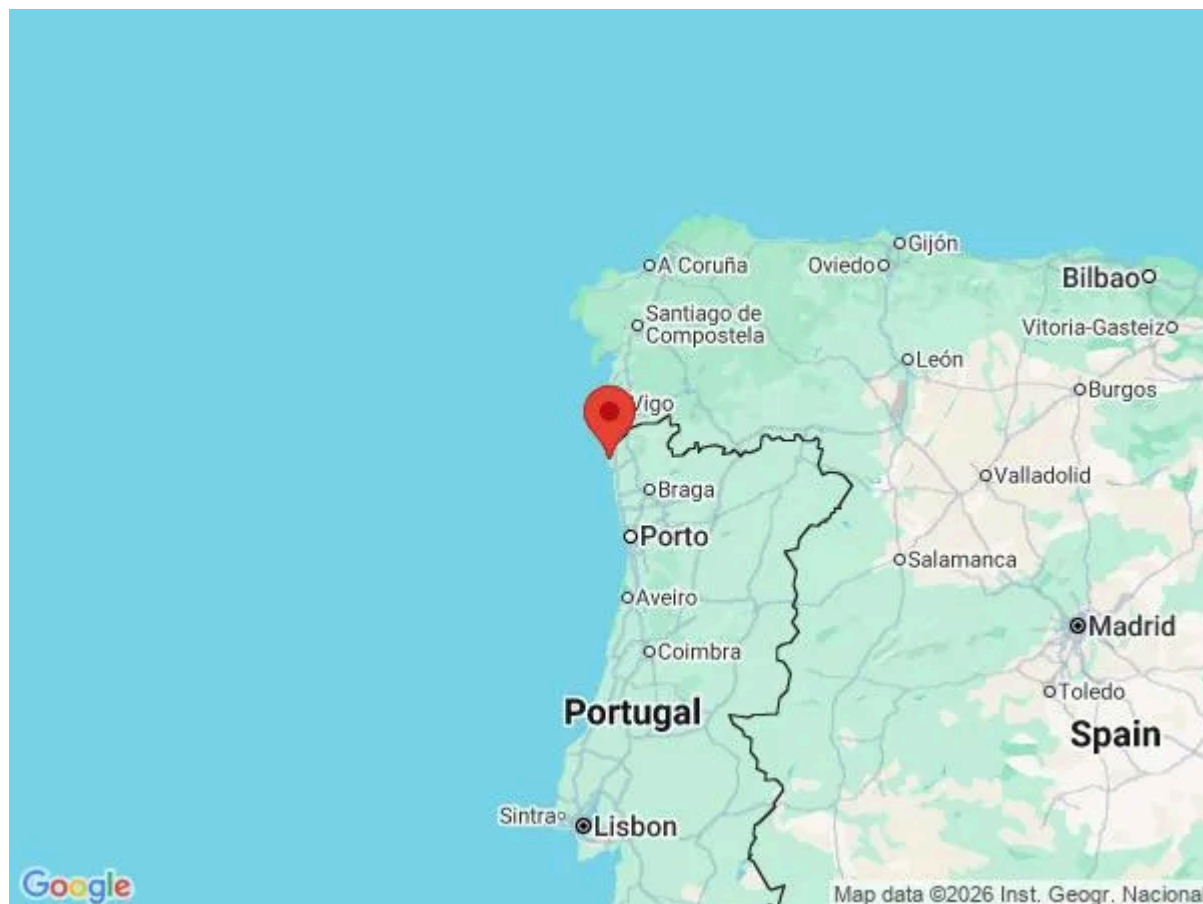 Gijón
A Coruña
Oviedo
Bilbao
Santiago de
Compostela
Vitoria-Gasteiz
León
Burgos
Vigo
Valladolid
Braga
Porto
Salamanca
Aveiro
Madrid
Coimbra
Toledo
Portugal
Spain
Sintra
Lisbon
Google
Map data ©2026 Inst. Geogr. Nacional